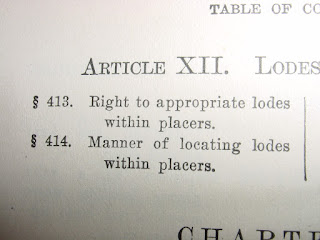 TABLE OF CO
ARTICLE XII. LODES
§ 413. Right to appropriate lodes
within placers.
§ 414. Manner of locating lodes
within placers.
CHARTE